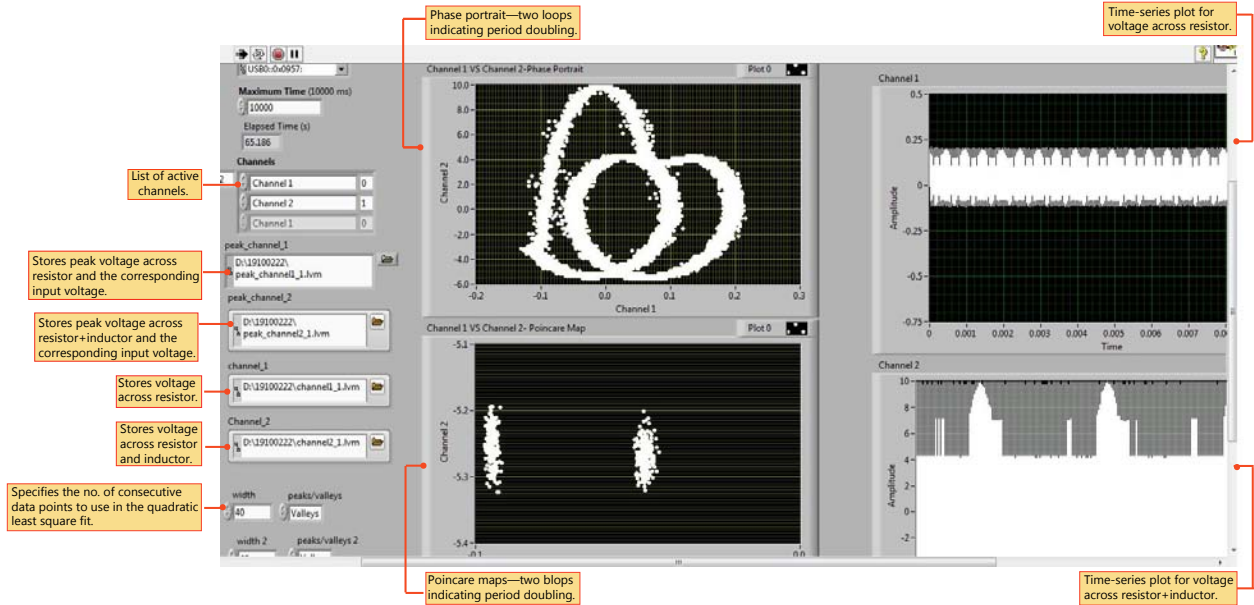 Phase portrait—two loops
indicating period doubling.
Time-series plot for
voltage across resistor.
USB0::0x0957:
Maximum Time (10000 ms)
10000
Elapsed Time (s)
65.186
Channels
List of active
channels.
2
Channel 1 0
Channel 2 1
Channel 1 0
peak_channel_1
Stores peak voltage across
resistor and the corresponding
input voltage.
D:\19100222\
peak_channel1_1.lvm
peak_channel_2
Stores peak voltage across
resistor+inductor and the
corresponding input voltage.
D:\19100222\
peak_channel2_1.lvm
channel_1
Stores voltage
across resistor.
D:\19100222\channel1_1.lvm
Channel_2
Stores voltage
across resistor
and inductor.
D:\19100222\channel2_1.lvm
Specifies the no. of consecutive
data points to use in the quadratic
least square fit.
width peaks/valleys
40 Valleys
width 2 peaks/valleys 2
Channel 1 VS Channel 2-Phase Portrait Plot 0
10.0
8.0
6.0
4.0
2.0
0.0
-2.0
-4.0
-6.0
Channel 2
-0.2 -0.1 0.0 0.1 0.2 0.3
Channel 1
Channel 1 VS Channel 2- Poincare Map Plot 0
-5.1
-5.2
-5.3
-5.4
Channel 2
-0.1 0.0
Poincare maps—two blops
indicating period doubling.
Channel 1
0.5
0.25
0
-0.25
-0.5
-0.75
Amplitude
0 0.001 0.002 0.003 0.004 0.005 0.006 0.007 0.0
Time
Channel 2
10
8
6
4
2
0
-2
Amplitude
Time-series plot for voltage
across resistor+inductor.